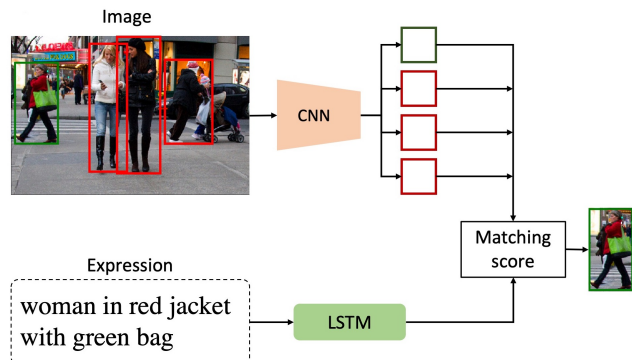 Image
CNN
Matching
score
Expression
woman in red jacket
with green bag
LSTM